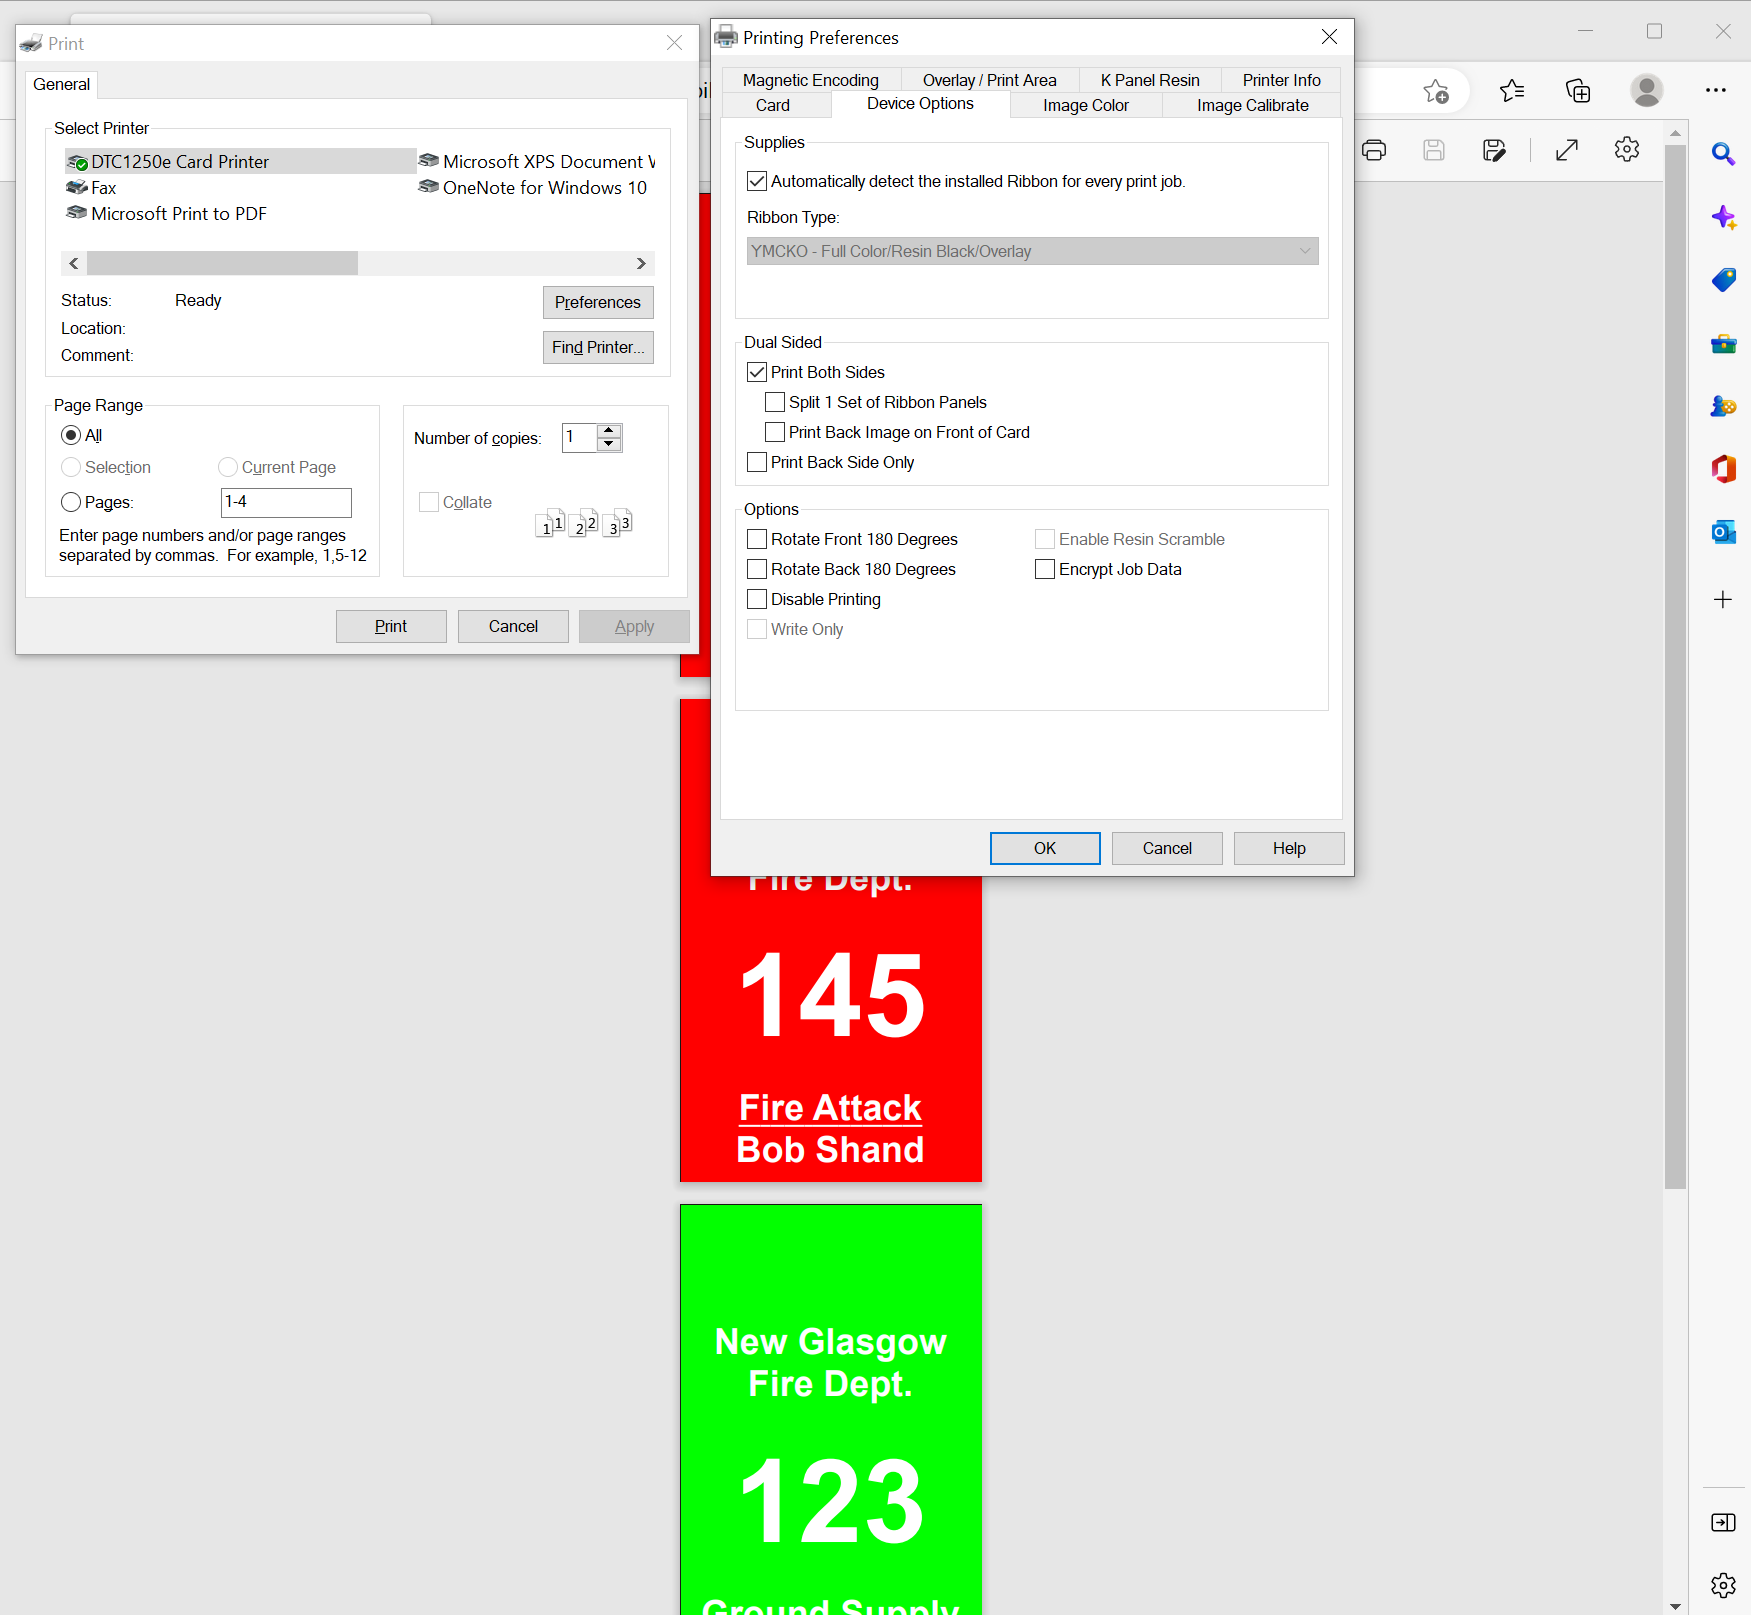 Print
General
Select Printer
DTC1250e Card Printer
Microsoft XPS Document
Fax
OneNote for Windows 10
Microsoft Print to PDF
Status:
Ready
Preferences
Location:
Find Printer...
Comment:
Page Range
All
Selection
Current Page
Pages:
1-4
Enter page numbers and/or page ranges
separated by commas. For example, 1,5-12
Number of copies:
1
Collate
1 1 2 2 3 3
Print
Cancel
Apply
Printing Preferences
Magnetic Encoding
Overlay / Print Area
K Panel Resin
Printer Info
Card
Device Options
Image Color
Image Calibrate
Supplies
Automatically detect the installed Ribbon for every print job.
Ribbon Type:
YMCKO - Full Color/Resin Black/Overlay
Dual Sided
Print Both Sides
Split 1 Set of Ribbon Panels
Print Back Image on Front of Card
Print Back Side Only
Options
Rotate Front 180 Degrees
Enable Resin Scramble
Rotate Back 180 Degrees
Encrypt Job Data
Disable Printing
Write Only
OK
Cancel
Help
Fire Dept.
145
Fire Attack
Bob Shand
New Glasgow
Fire Dept.
123
Ground Supply